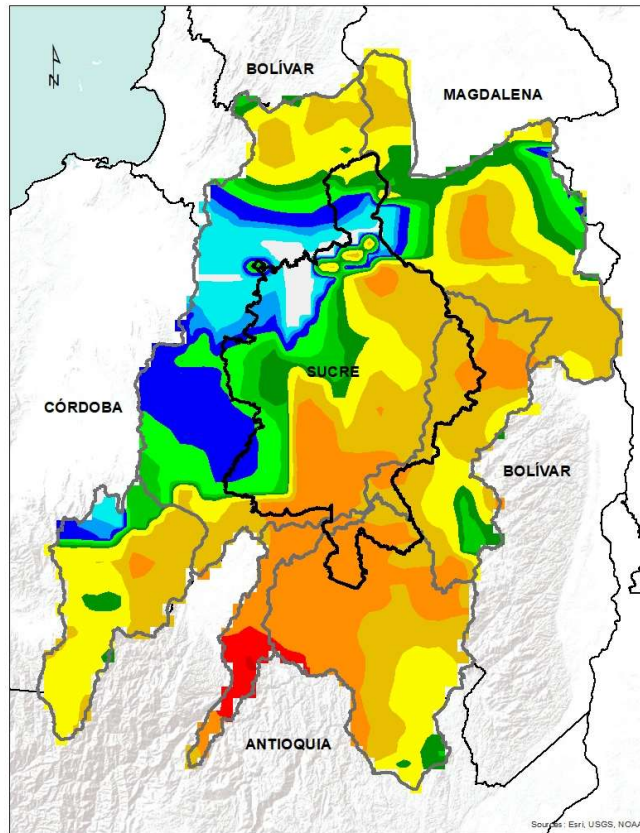 N
BOLÍVAR
MAGDALENA
SUCRE
CÓRDOBA
BOLÍVAR
ANTIOQUIA
Sources: Esri, USGS, NOAA